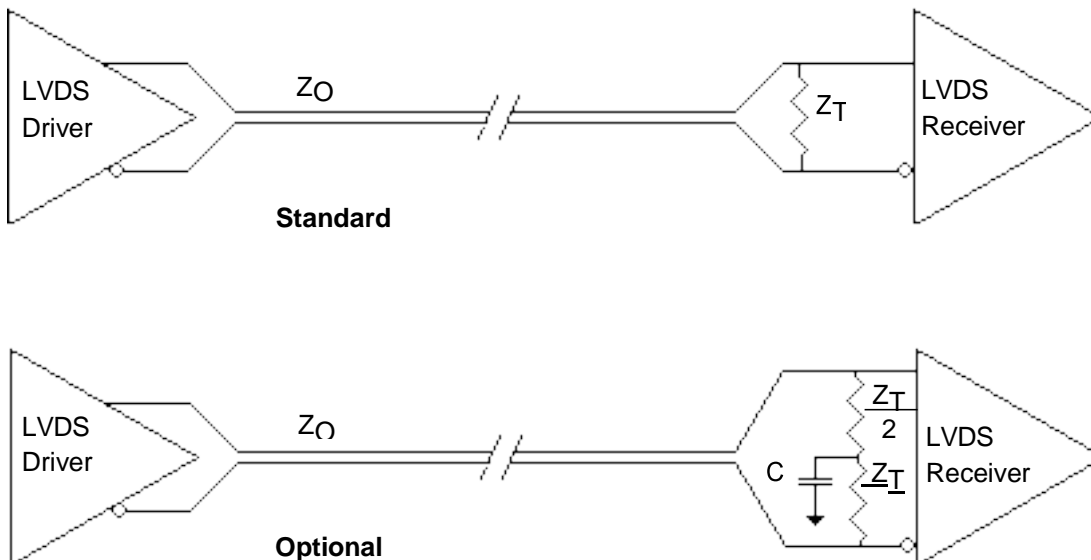 LVDS
Driver
ZO
ZT
LVDS
Receiver
Standard
LVDS
Driver
ZO
C
ZT
2
ZT
LVDS
Receiver
Optional